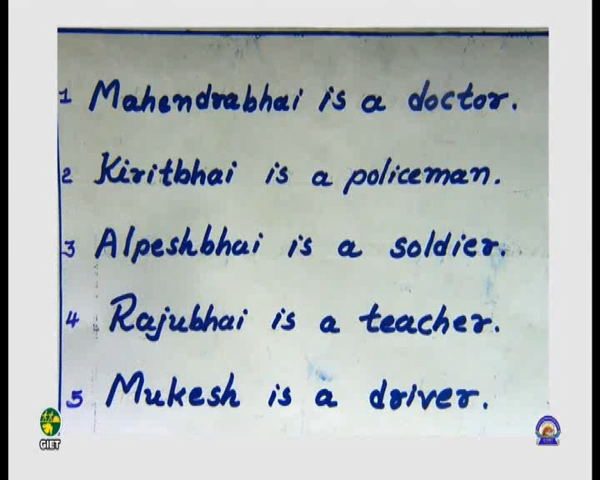 1 Mahendrabhai is a doctor.
2 Kiritbhai is a policeman.
3 Alpeshbhai is a soldier.
4 Rajubhai is a teacher.
5 Mukesh is a driver.
GIET